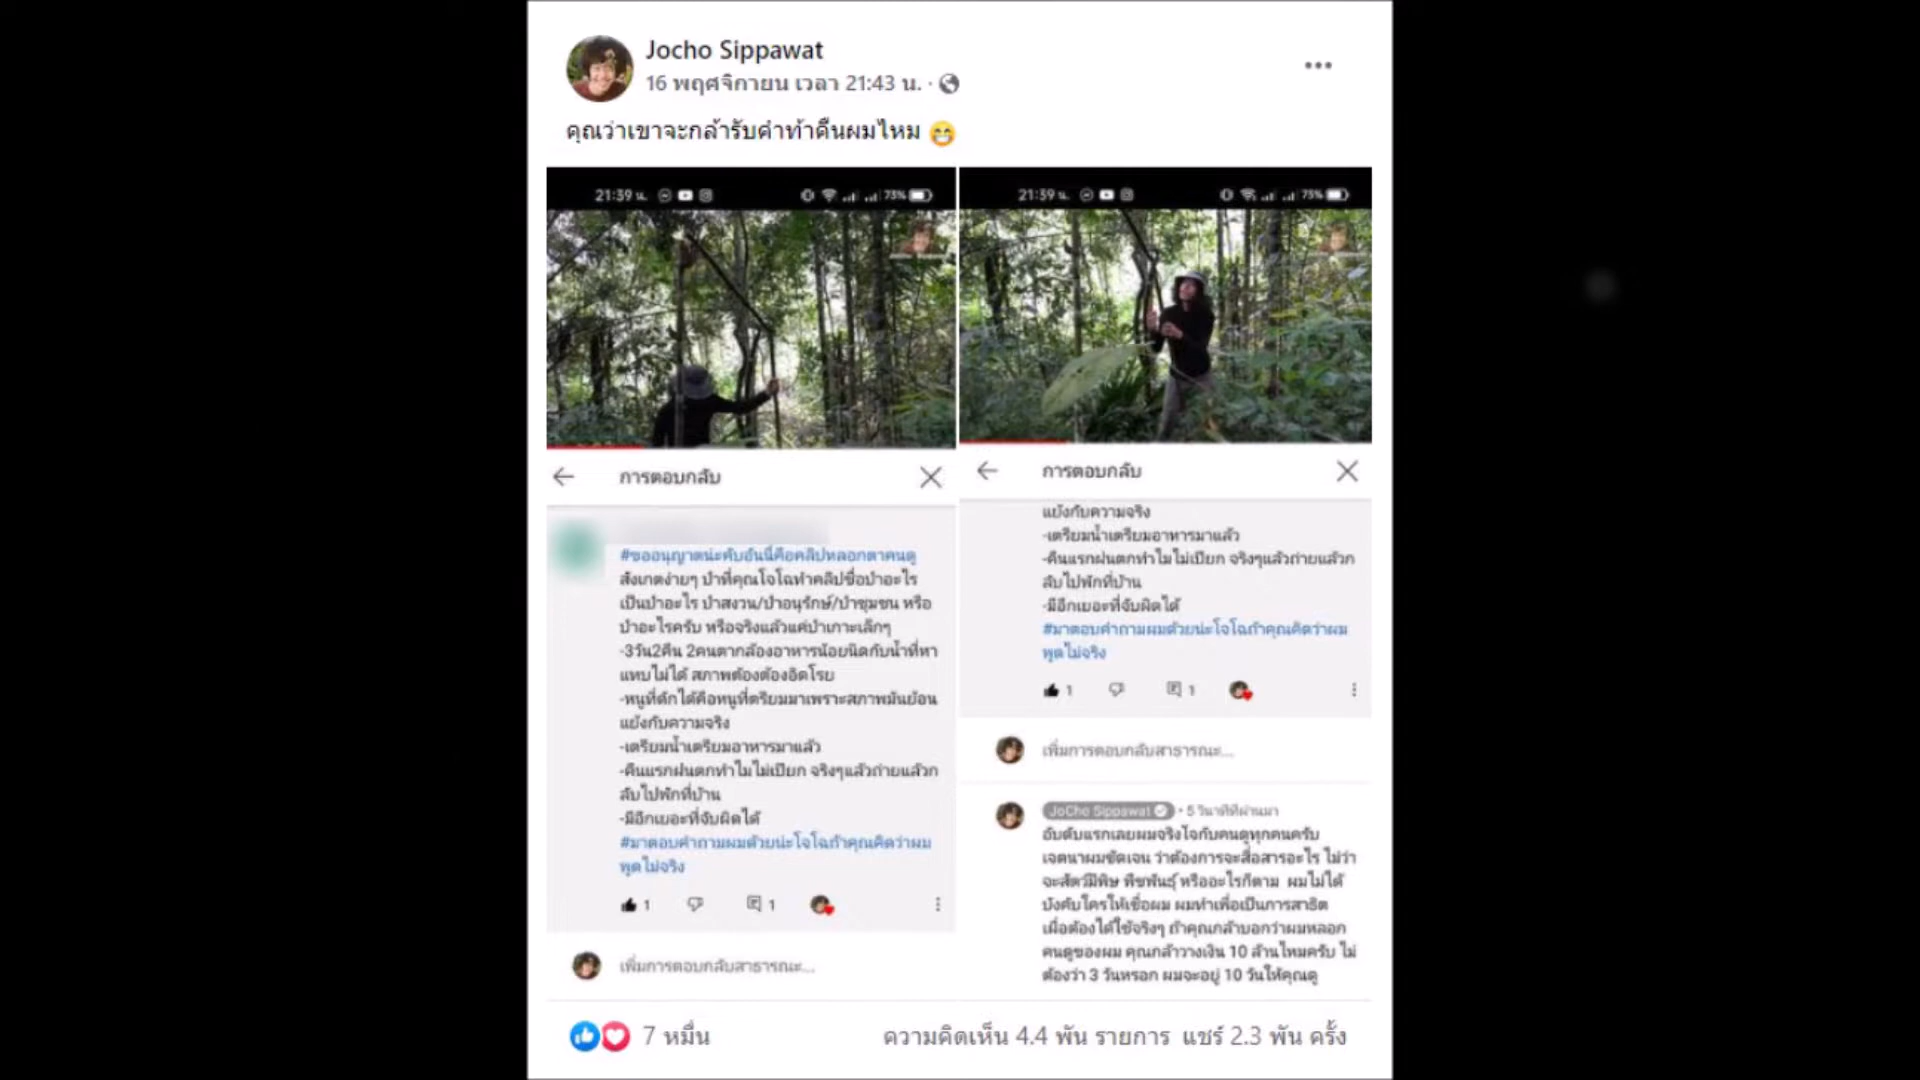 Jocho Sippawat
16 พฤศจิกายน เวลา 21:43 น. ·
คุณว่าเขาจะกล้ารับคำท้าคืนผมไหม 😁
21:39 น.
73%
การตอบกลับ
#ขออนุญาตน่ะคับอันนี้คือคลิปหลอกตาคนดู
สังเกตง่ายๆ ป่าที่คุณโจโฉทำคลิปชื่อป่าอะไร
เป็นป่าอะไร ป่าสงวน/ป่าอนุรักษ์/ป่าชุมชน หรือ
ป่าอะไรครับ หรือจริงแล้วแค่ป่าเกาะเล็กๆ
-3วัน2คืน 2คนตากล้องอาหารน้อยนิดกับน้ำที่หา
แทบไม่ได้ สภาพต้องต้องอิดโรย
-หนูที่ดักได้คือหนูที่ตรียมมาเพราะสภาพมันย้อน
แย้งกับความจริง
-เตรียมน้ำเตรียมอาหารมาแล้ว
-คืนแรกฝนตกทำไมไม่เปียก จริงๆแล้วถ่ายแล้วก
ลับไปพักที่บ้าน
-มีอีกเยอะที่จับผิดได้
#มาตอบคำถามผมด้วยน่ะโจโฉถ้าคุณคิดว่าผม
พูดไม่จริง
1 1
เพิ่มการตอบกลับสาธารณะ...
21:39 น.
73%
การตอบกลับ
แย้งกับความจริง
-เตรียมน้ำเตรียมอาหารมาแล้ว
-คืนแรกฝนตกทำไมไม่เปียก จริงๆแล้วถ่ายแล้วก
ลับไปพักที่บ้าน
-มีอีกเยอะที่จับผิดได้
#มาตอบคำถามผมด้วยน่ะโจโฉถ้าคุณคิดว่าผม
พูดไม่จริง
1 1
เพิ่มการตอบกลับสาธารณะ...
JoCho Sippawat • 5 วินาทีที่ผ่านมา
อับดับแรกเลยผมจริงใจกับคนดูทุกคนครับ
เจตนาผมชัดเจน ว่าต้องการจะสื่อสารอะไร ไม่ว่า
จะสัตว์มีพิษ พืชพันธุ์ หรืออะไรก็ตาม ผมไม่ได้
บังคับใครให้เชื่อผม ผมทำเพื่อเป็นการสาธิต
เผื่อต้องได้ใช้จริงๆ ถ้าคุณกล้าบอกว่าผมหลอก
คนดูของผม คุณกล้าวางเงิน 10 ล้านไหมครับ ไม่
ต้องว่า 3 วันหรอก ผมจะอยู่ 10 วันให้คุณดู
7 หมื่น
ความคิดเห็น 4.4 พัน รายการ แชร์ 2.3 พัน ครั้ง